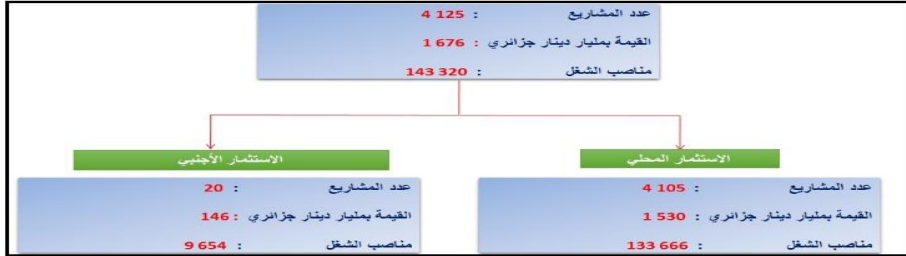 عدد المشاريع : 4 125
القيمة بمليار دينار جزائري : 1 676
مناصب الشغل : 143 320
الاستثمار المحلي
عدد المشاريع : 4 105
القيمة بمليار دينار جزائري : 1 530
مناصب الشغل : 133 666
الاستثمار الأجنبي
عدد المشاريع : 20
القيمة بمليار دينار جزائري : 146
مناصب الشغل : 9 654